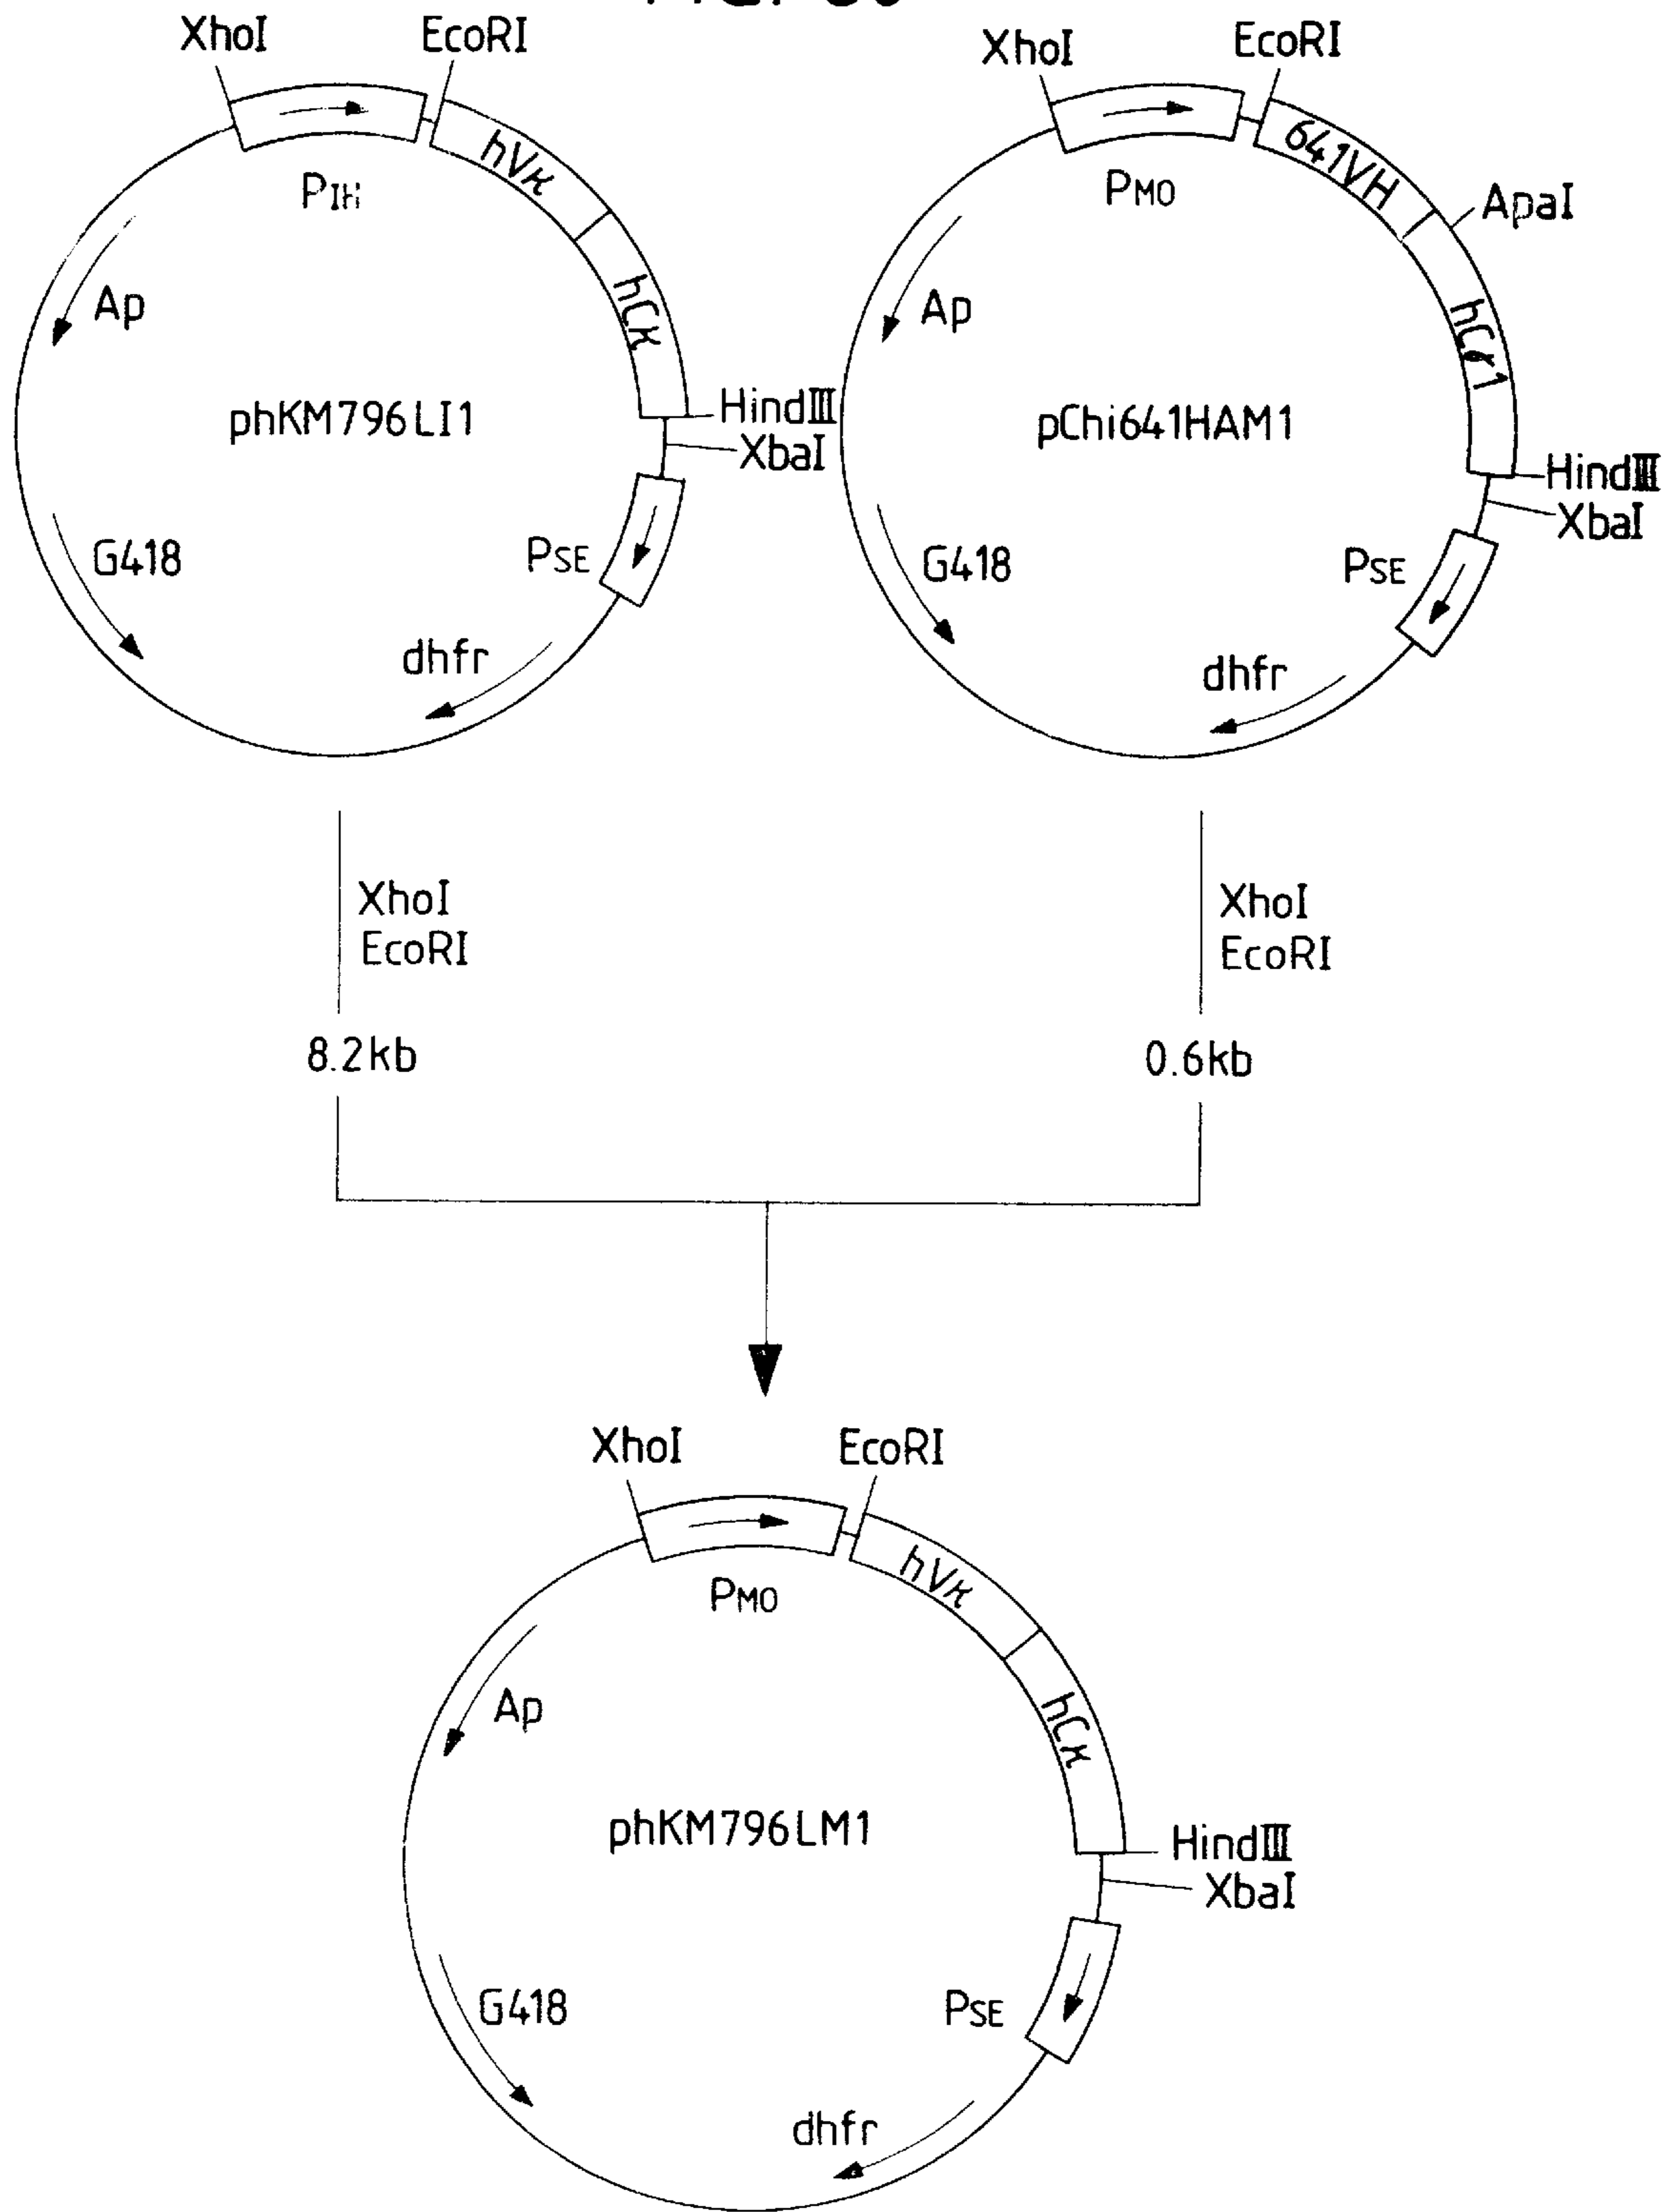 XhoI
EcoRI
PIH
hVκ
hCκ
Ap
phKM796LI1
HindIII
XbaI
G418
PSE
dhfr
XhoI
EcoRI
PMO
641VH
ApaI
Ap
hCγ1
pChi641HAM1
HindIII
XbaI
G418
PSE
dhfr
XhoI
EcoRI
XhoI
EcoRI
8.2kb
0.6kb
XhoI
EcoRI
PMO
hVκ
hCκ
Ap
phKM796LM1
HindIII
XbaI
G418
PSE
dhfr